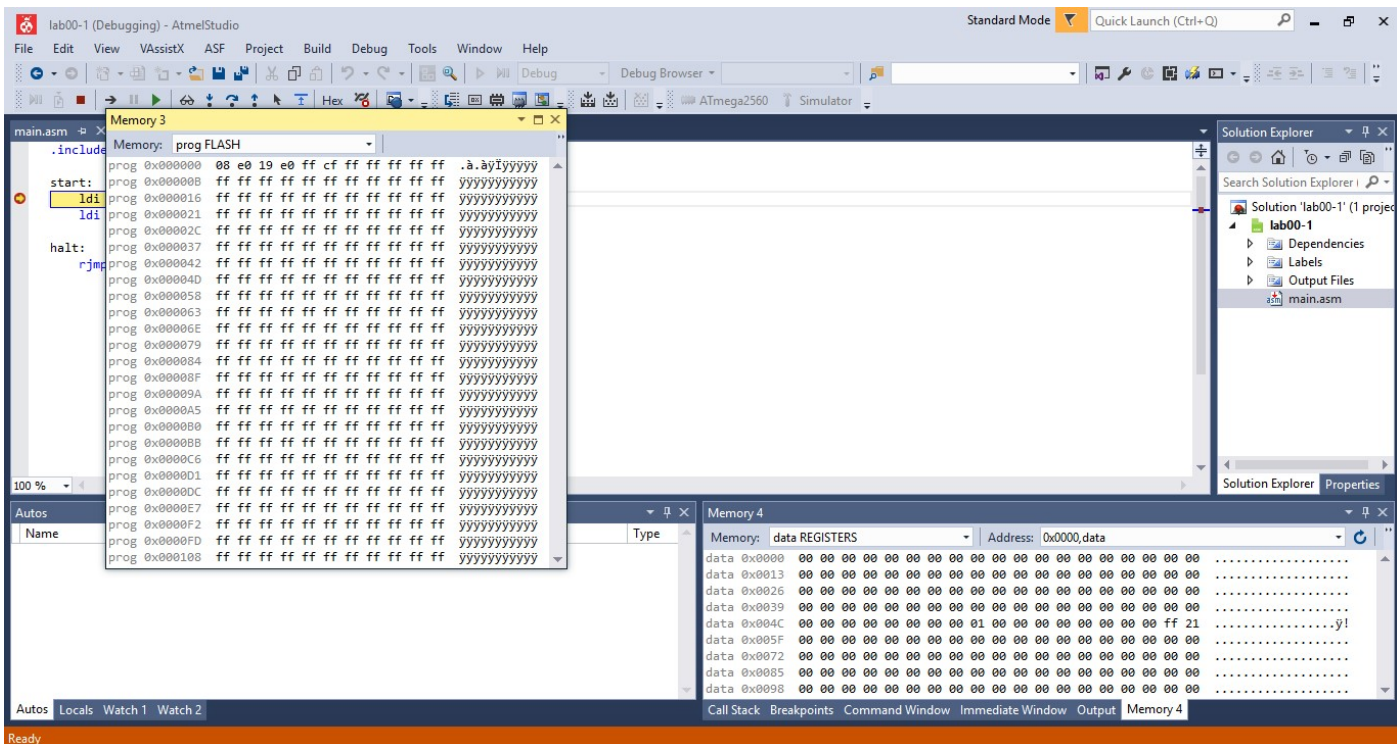 lab00-1 (Debugging) - AtmelStudio
Standard Mode
Quick Launch (Ctrl+Q)
File Edit View VAssistX ASF Project Build Debug Tools Window Help
Debug
Debug Browser
Hex
ATmega2560
Simulator
main.asm
.include
start:
ldi
ldi
halt:
rjmp
100 %
Memory 3
Memory: prog FLASH
prog 0x000000 08 e0 19 e0 ff cf ff ff ff ff ff .à.àÿÏÿÿÿÿÿ
prog 0x00000B ff ff ff ff ff ff ff ff ff ff ff ÿÿÿÿÿÿÿÿÿÿÿ
prog 0x000016 ff ff ff ff ff ff ff ff ff ff ff ÿÿÿÿÿÿÿÿÿÿÿ
prog 0x000021 ff ff ff ff ff ff ff ff ff ff ff ÿÿÿÿÿÿÿÿÿÿÿ
prog 0x00002C ff ff ff ff ff ff ff ff ff ff ff ÿÿÿÿÿÿÿÿÿÿÿ
prog 0x000037 ff ff ff ff ff ff ff ff ff ff ff ÿÿÿÿÿÿÿÿÿÿÿ
prog 0x000042 ff ff ff ff ff ff ff ff ff ff ff ÿÿÿÿÿÿÿÿÿÿÿ
prog 0x00004D ff ff ff ff ff ff ff ff ff ff ff ÿÿÿÿÿÿÿÿÿÿÿ
prog 0x000058 ff ff ff ff ff ff ff ff ff ff ff ÿÿÿÿÿÿÿÿÿÿÿ
prog 0x000063 ff ff ff ff ff ff ff ff ff ff ff ÿÿÿÿÿÿÿÿÿÿÿ
prog 0x00006E ff ff ff ff ff ff ff ff ff ff ff ÿÿÿÿÿÿÿÿÿÿÿ
prog 0x000079 ff ff ff ff ff ff ff ff ff ff ff ÿÿÿÿÿÿÿÿÿÿÿ
prog 0x000084 ff ff ff ff ff ff ff ff ff ff ff ÿÿÿÿÿÿÿÿÿÿÿ
prog 0x00008F ff ff ff ff ff ff ff ff ff ff ff ÿÿÿÿÿÿÿÿÿÿÿ
prog 0x00009A ff ff ff ff ff ff ff ff ff ff ff ÿÿÿÿÿÿÿÿÿÿÿ
prog 0x0000A5 ff ff ff ff ff ff ff ff ff ff ff ÿÿÿÿÿÿÿÿÿÿÿ
prog 0x0000B0 ff ff ff ff ff ff ff ff ff ff ff ÿÿÿÿÿÿÿÿÿÿÿ
prog 0x0000BB ff ff ff ff ff ff ff ff ff ff ff ÿÿÿÿÿÿÿÿÿÿÿ
prog 0x0000C6 ff ff ff ff ff ff ff ff ff ff ff ÿÿÿÿÿÿÿÿÿÿÿ
prog 0x0000D1 ff ff ff ff ff ff ff ff ff ff ff ÿÿÿÿÿÿÿÿÿÿÿ
prog 0x0000DC ff ff ff ff ff ff ff ff ff ff ff ÿÿÿÿÿÿÿÿÿÿÿ
prog 0x0000E7 ff ff ff ff ff ff ff ff ff ff ff ÿÿÿÿÿÿÿÿÿÿÿ
prog 0x0000F2 ff ff ff ff ff ff ff ff ff ff ff ÿÿÿÿÿÿÿÿÿÿÿ
prog 0x0000FD ff ff ff ff ff ff ff ff ff ff ff ÿÿÿÿÿÿÿÿÿÿÿ
prog 0x000108 ff ff ff ff ff ff ff ff ff ff ff ÿÿÿÿÿÿÿÿÿÿÿ
Solution Explorer
Search Solution Explorer
Solution 'lab00-1' (1 projec
lab00-1
Dependencies
Labels
Output Files
main.asm
Solution Explorer Properties
Autos
Name Type
Autos Locals Watch 1 Watch 2
Memory 4
Memory: data REGISTERS Address: 0x0000,data
data 0x0000 00 00 00 00 00 00 00 00 00 00 00 00 00 00 00 00 00 00 00 ...................
data 0x0013 00 00 00 00 00 00 00 00 00 00 00 00 00 00 00 00 00 00 00 ...................
data 0x0026 00 00 00 00 00 00 00 00 00 00 00 00 00 00 00 00 00 00 00 ...................
data 0x0039 00 00 00 00 00 00 00 00 00 00 00 00 00 00 00 00 00 00 00 ...................
data 0x004C 00 00 00 00 00 00 00 00 01 00 00 00 00 00 00 00 00 ff 21 .................ÿ!
data 0x005F 00 00 00 00 00 00 00 00 00 00 00 00 00 00 00 00 00 00 00 ...................
data 0x0072 00 00 00 00 00 00 00 00 00 00 00 00 00 00 00 00 00 00 00 ...................
data 0x0085 00 00 00 00 00 00 00 00 00 00 00 00 00 00 00 00 00 00 00 ...................
data 0x0098 00 00 00 00 00 00 00 00 00 00 00 00 00 00 00 00 00 00 00 ...................
Call Stack Breakpoints Command Window Immediate Window Output Memory 4
Ready